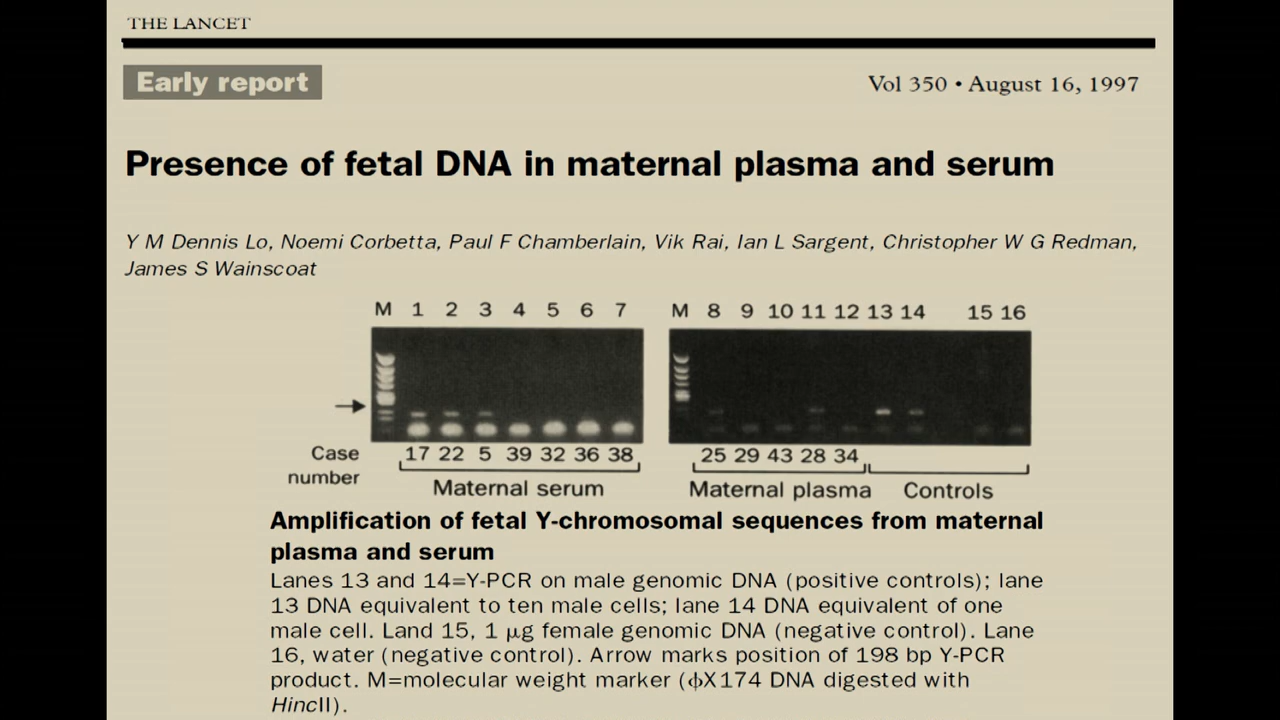 THE LANCET
Early report
Vol 350 • August 16, 1997
Presence of fetal DNA in maternal plasma and serum
Y M Dennis Lo, Noemi Corbetta, Paul F Chamberlain, Vik Rai, Ian L Sargent, Christopher W G Redman,
James S Wainscoat
M 1 2 3 4 5 6 7 M 8 9 10 11 12 13 14 15 16
Case number 17 22 5 39 32 36 38 25 29 43 28 34
Maternal serum Maternal plasma Controls
Amplification of fetal Y-chromosomal sequences from maternal
plasma and serum
Lanes 13 and 14=Y-PCR on male genomic DNA (positive controls); lane
13 DNA equivalent to ten male cells; lane 14 DNA equivalent of one
male cell. Land 15, 1 μg female genomic DNA (negative control). Lane
16, water (negative control). Arrow marks position of 198 bp Y-PCR
product. M=molecular weight marker (ϕX174 DNA digested with
HincII).